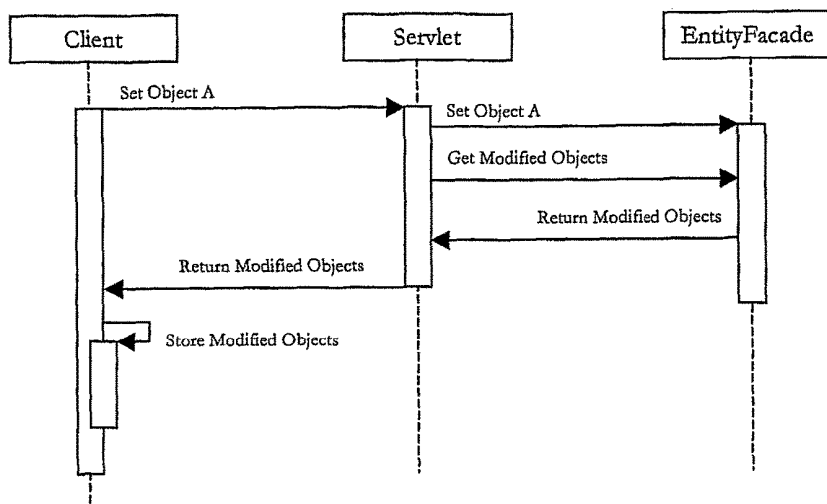 Client
Servlet
EntityFacade
Set Object A
Set Object A
Get Modified Objects
Return Modified Objects
Return Modified Objects
Store Modified Objects